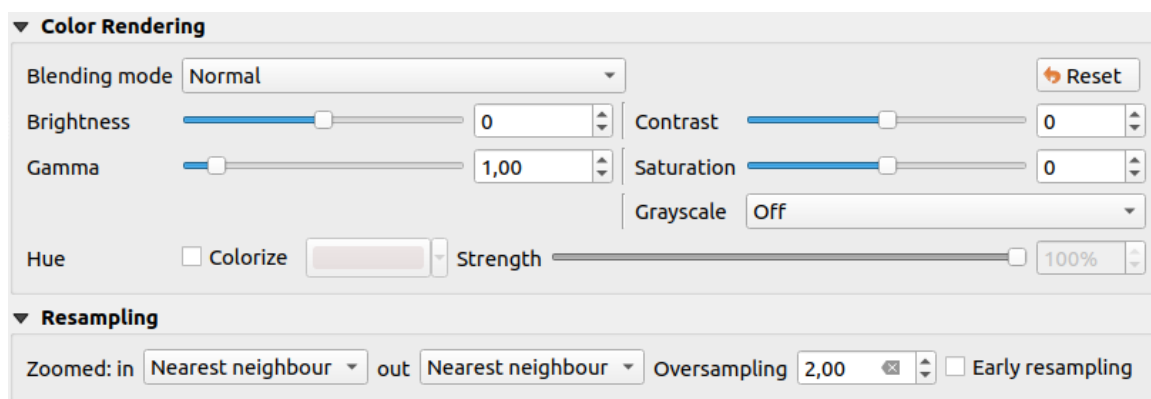 Color Rendering
Blending mode Normal Reset
Brightness 0 Contrast 0
Gamma 1,00 Saturation 0
Grayscale Off
Hue Colorize Strength 100%
Resampling
Zoomed: in Nearest neighbour out Nearest neighbour Oversampling 2,00 Early resampling